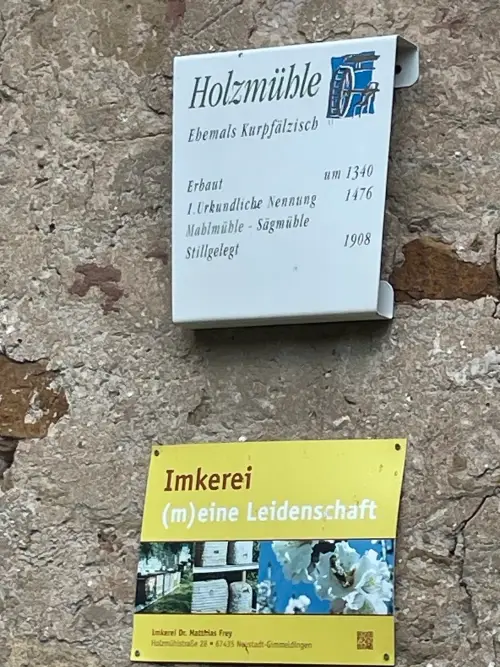 Holzmühle
Ehemals Kurpfälzisch
Erbaut um 1340
1.Urkundliche Nennung 1476
Mahlmühle - Sägmühle
Stillgelegt 1908
Imkerei
(m)eine Leidenschaft
Imkerei Dr. Matthias Frey
Holzmühlstraße 28 • 67435 Neustadt-Gimmeldingen